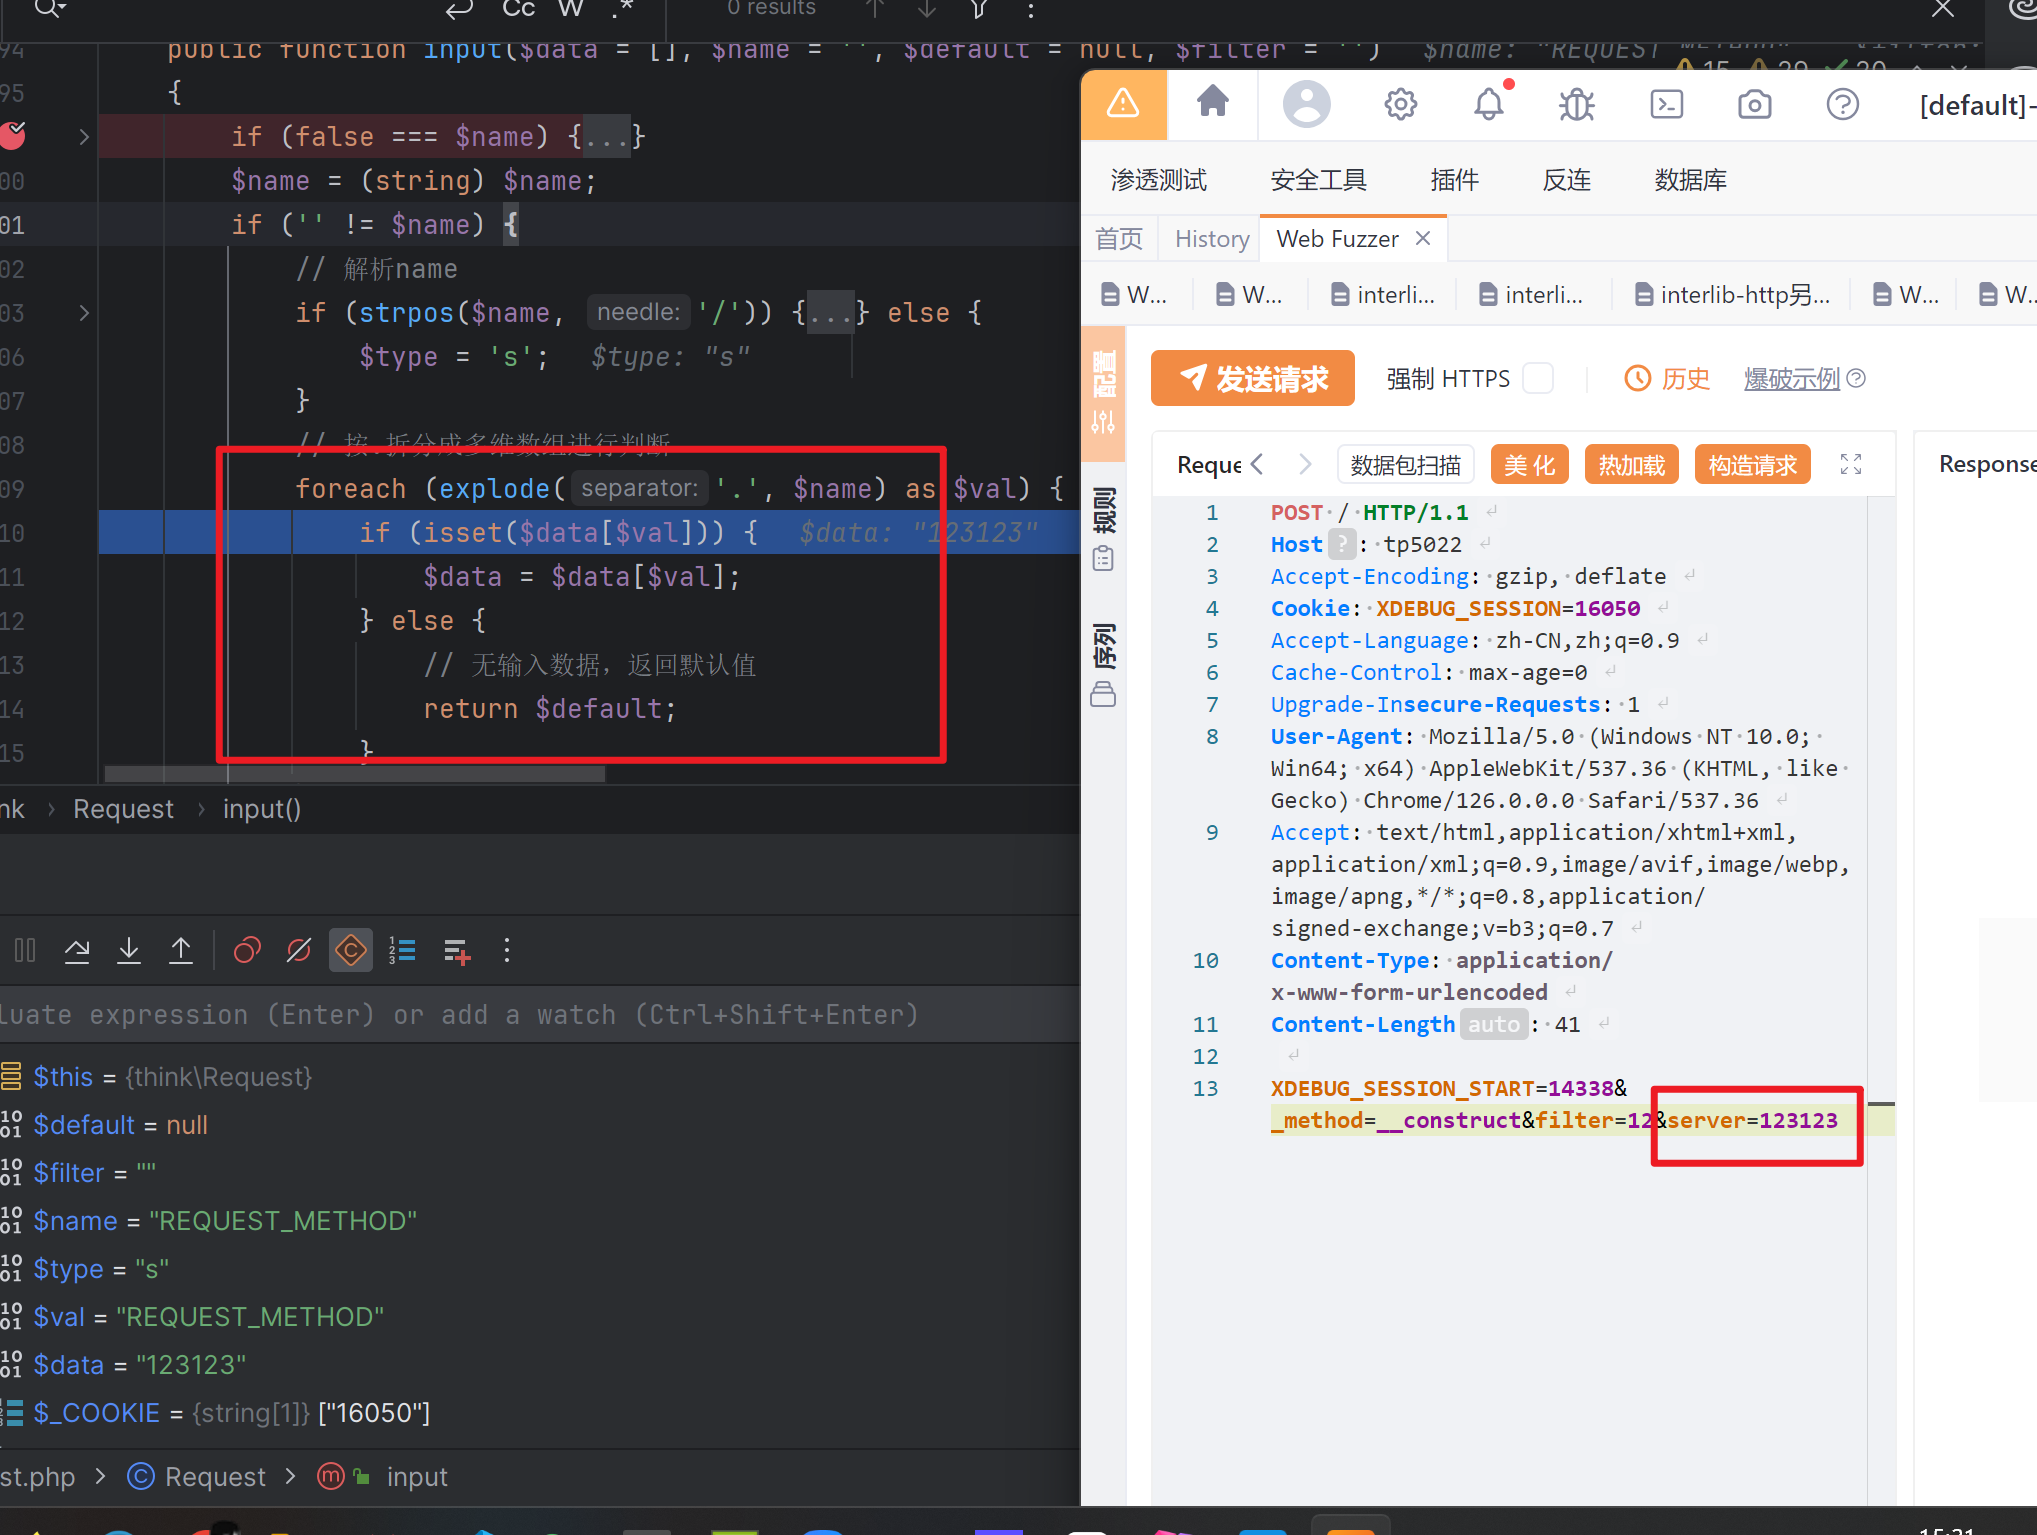 Cc W .* 0 results
94 public function input($data = [], $name = '', $default = null, $filter = '') $name: "REQUEST_METHOD"
15 29 20
95 {
if (false === $name) {...}
00 $name = (string) $name;
01 if ('' != $name) {
02 // 解析name
03 if (strpos($name, needle: '/')) {...} else {
06 $type = 's'; $type: "s"
07 }
08 // 按.拆分成多维数组进行判断
09 foreach (explode( separator: '.', $name) as $val) {
10 if (isset($data[$val])) { $data: "123123"
11 $data = $data[$val];
12 } else {
13 // 无输入数据，返回默认值
14 return $default;
15 }
nk › Request › input()
luate expression (Enter) or add a watch (Ctrl+Shift+Enter)
$this = {think\Request}
$default = null
$filter = ""
$name = "REQUEST_METHOD"
$type = "s"
$val = "REQUEST_METHOD"
$data = "123123"
$_COOKIE = {string[1]} ["16050"]
st.php > Request > input
[default]-
渗透测试 安全工具 插件 反连 数据库
首页 History Web Fuzzer
W... W... interli... interli... interlib-http另... W... W...
配置
规则
序列
发送请求 强制 HTTPS 历史 爆破示例
Reque 数据包扫描 美化 热加载 构造请求 Response
1 POST / HTTP/1.1
2 Host ? : tp5022
3 Accept-Encoding: gzip, deflate
4 Cookie: XDEBUG_SESSION=16050
5 Accept-Language: zh-CN,zh;q=0.9
6 Cache-Control: max-age=0
7 Upgrade-Insecure-Requests: 1
8 User-Agent: Mozilla/5.0 (Windows NT 10.0;
Win64; x64) AppleWebKit/537.36 (KHTML, like
Gecko) Chrome/126.0.0.0 Safari/537.36
9 Accept: text/html,application/xhtml+xml,
application/xml;q=0.9,image/avif,image/webp,
image/apng,*/*;q=0.8,application/
signed-exchange;v=b3;q=0.7
10 Content-Type: application/
x-www-form-urlencoded
11 Content-Length auto : 41
12
13 XDEBUG_SESSION_START=14338&
_method=__construct&filter=12&server=123123
15:21